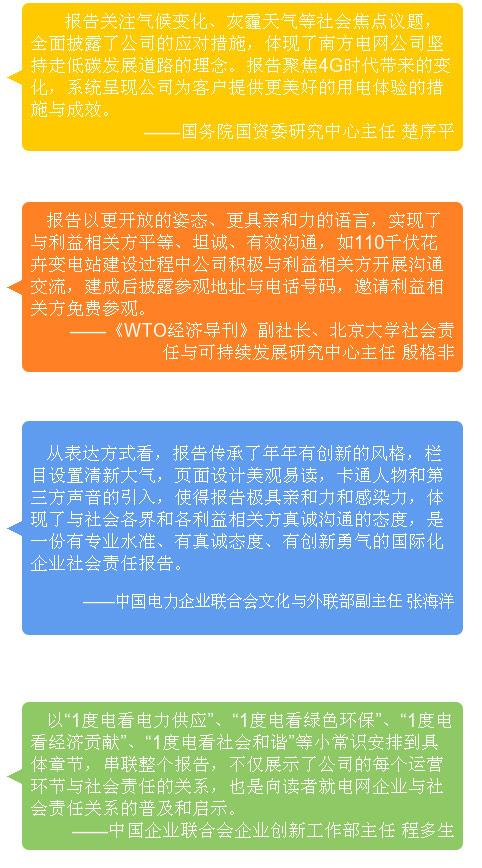 报告关注气候变化、灰霾天气等社会焦点议题，
全面披露了公司的应对措施，体现了南方电网公司坚
持走低碳发展道路的理念。报告聚焦4G时代带来的变
化，系统呈现公司为客户提供更美好的用电体验的措
施与成效。
——国务院国资委研究中心主任 楚序平
报告以更开放的姿态、更具亲和力的语言，实现了
与利益相关方平等、坦诚、有效沟通，如110千伏花
卉变电站建设过程中公司积极与利益相关方开展沟通
交流，建成后披露参观地址与电话号码，邀请利益相
关方免费参观。
——《WTO经济导刊》副社长、北京大学社会责
任与可持续发展研究中心主任 殷格非
从表达方式看，报告传承了年年有创新的风格，栏
目设置清新大气，页面设计美观易读，卡通人物和第
三方声音的引入，使得报告极具亲和力和感染力，体
现了与社会各界和各利益相关方真诚沟通的态度，是
一份有专业水准、有真诚态度、有创新勇气的国际化
企业社会责任报告。
——中国电力企业联合会文化与外联部副主任 张海洋
以“1度电看电力供应”、“1度电看绿色环保”、“1度电
看经济贡献”、“1度电看社会和谐”等小常识安排到具
体章节，串联整个报告，不仅展示了公司的每个运营
环节与社会责任的关系，也是向读者就电网企业与社
会责任关系的普及和启示。
——中国企业联合会企业创新工作部主任 程多生